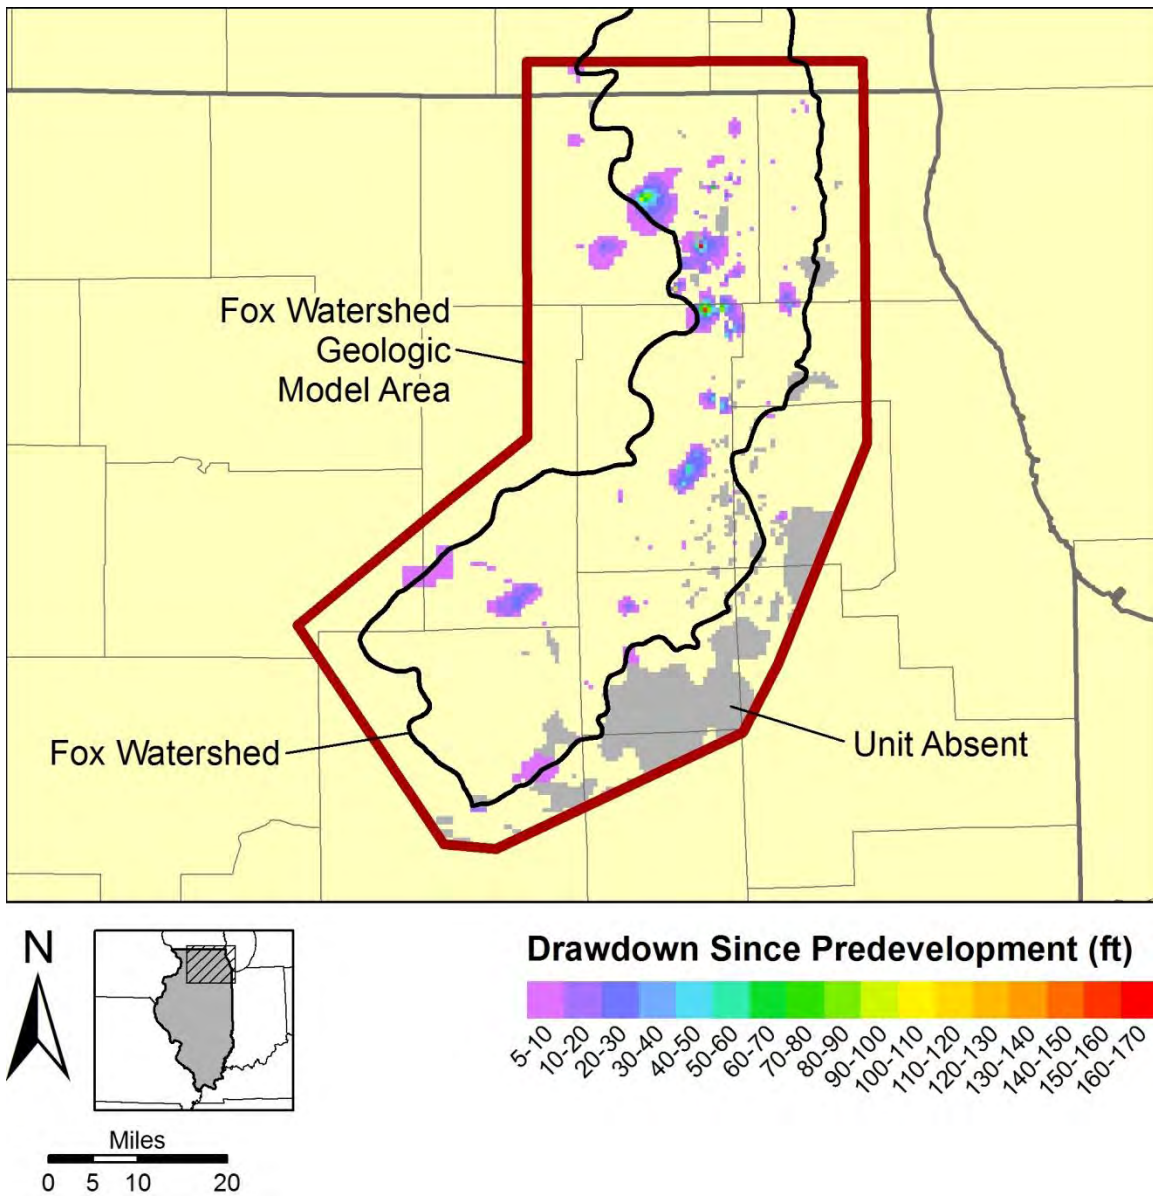 Fox Watershed
Geologic
Model Area
Fox Watershed
Unit Absent
N
Drawdown Since Predevelopment (ft)
5-10
10-20
20-30
30-40
40-50
50-60
60-70
70-80
80-90
90-100
100-110
110-120
120-130
130-140
140-150
150-160
160-170
Miles
0 5 10 20